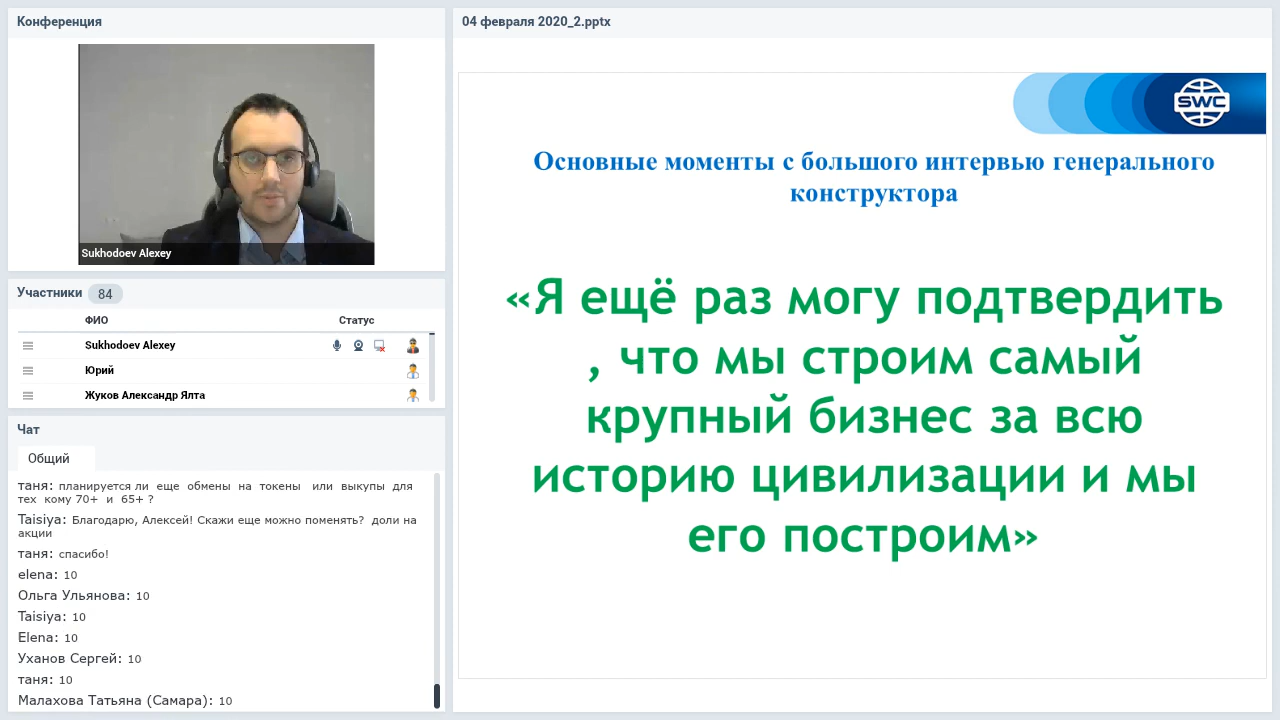 Конференция
Sukhodoev Alexey
Участники 84
ФИО Статус
Sukhodoev Alexey
Юрий
Жуков Александр Ялта
Чат
Общий
таня: планируется ли еще обмены на токены или выкупы для
тех кому 70+ и 65+ ?
Taisiya: Благодарю, Алексей! Скажи еще можно поменять? доли на
акции
таня: спасибо!
elena: 10
Ольга Ульянова: 10
Taisiya: 10
Elena: 10
Уханов Сергей: 10
таня: 10
Малахова Татьяна (Самара): 10
04 февраля 2020_2.pptx
SWC
Основные моменты с большого интервью генерального
конструктора
«Я ещё раз могу подтвердить
, что мы строим самый
крупный бизнес за всю
историю цивилизации и мы
его построим»